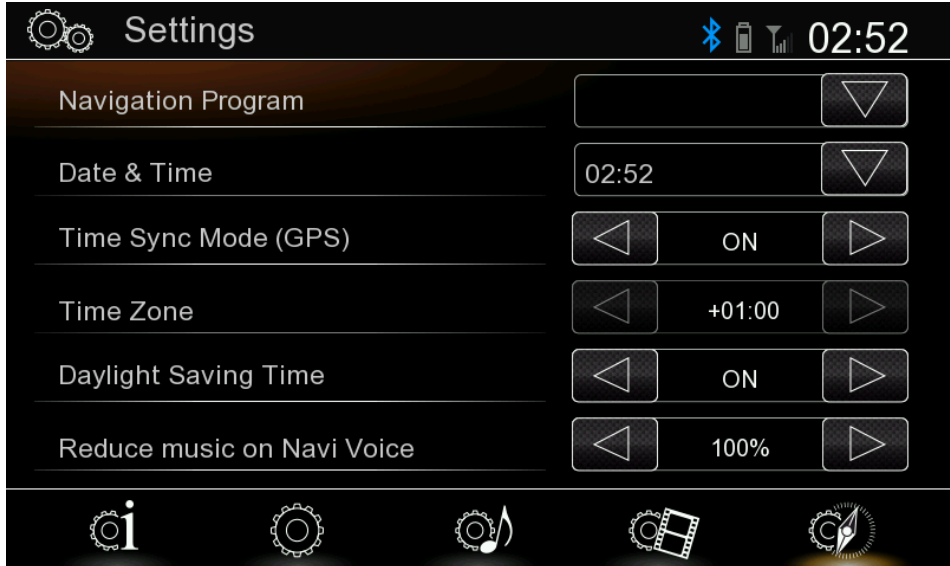 Settings 02:52
Navigation Program
Date & Time 02:52
Time Sync Mode (GPS) ON
Time Zone +01:00
Daylight Saving Time ON
Reduce music on Navi Voice 100%
i